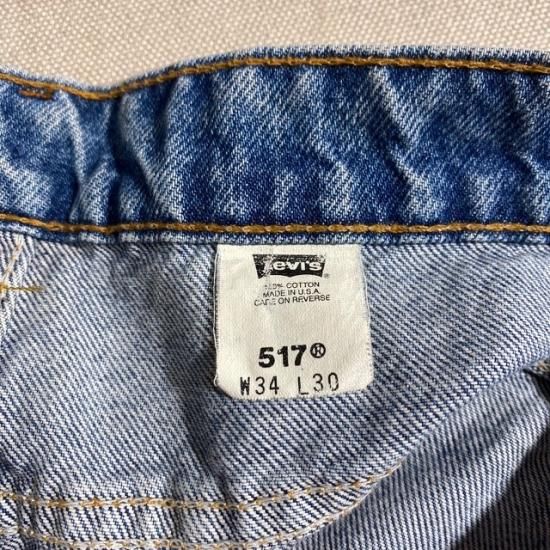 Levi's
100% COTTON
MADE IN U.S.A.
CARE ON REVERSE
517®
W34 L30